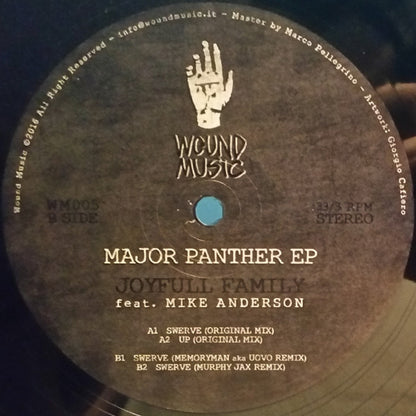 Wound Music ©2016 All Right Reserved - info@woundmusic.it - Master by Marco Pellegrino - Artwork: Giorgio Cafiero
WOUND
MUSIC
WM005
B SIDE
33/3 RPM
STEREO
MAJOR PANTHER EP
JOYFULL FAMILY
feat. MIKE ANDERSON
A1 SWERVE (ORIGINAL MIX)
A2 UP (ORIGINAL MIX)
B1 SWERVE (MEMORYMAN aka UOVO REMIX)
B2 SWERVE (MURPHY JAX REMIX)